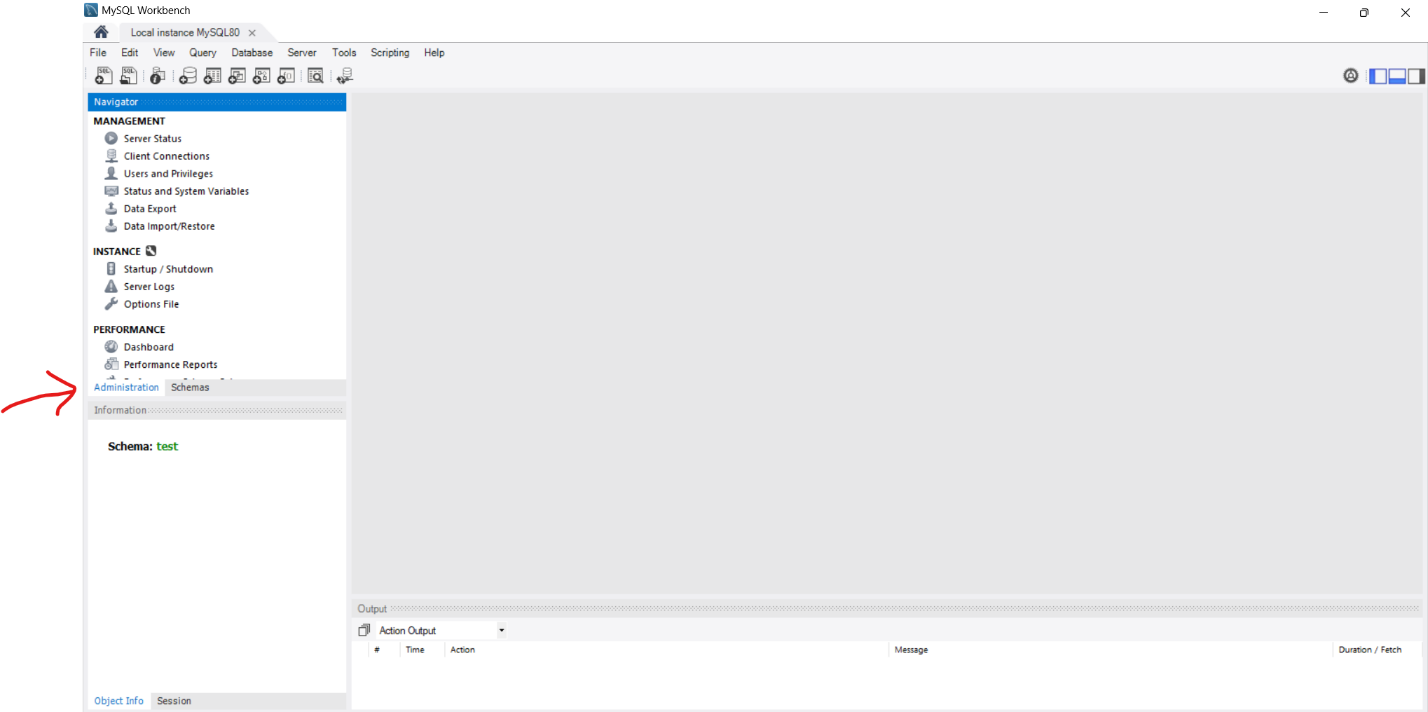 MySQL Workbench
Local instance MySQL80
File Edit View Query Database Server Tools Scripting Help
Navigator
MANAGEMENT
Server Status
Client Connections
Users and Privileges
Status and System Variables
Data Export
Data Import/Restore
INSTANCE
Startup / Shutdown
Server Logs
Options File
PERFORMANCE
Dashboard
Performance Reports
Administration Schemas
Information
Schema: test
Output
Action Output
# Time Action Message Duration / Fetch
Object Info Session